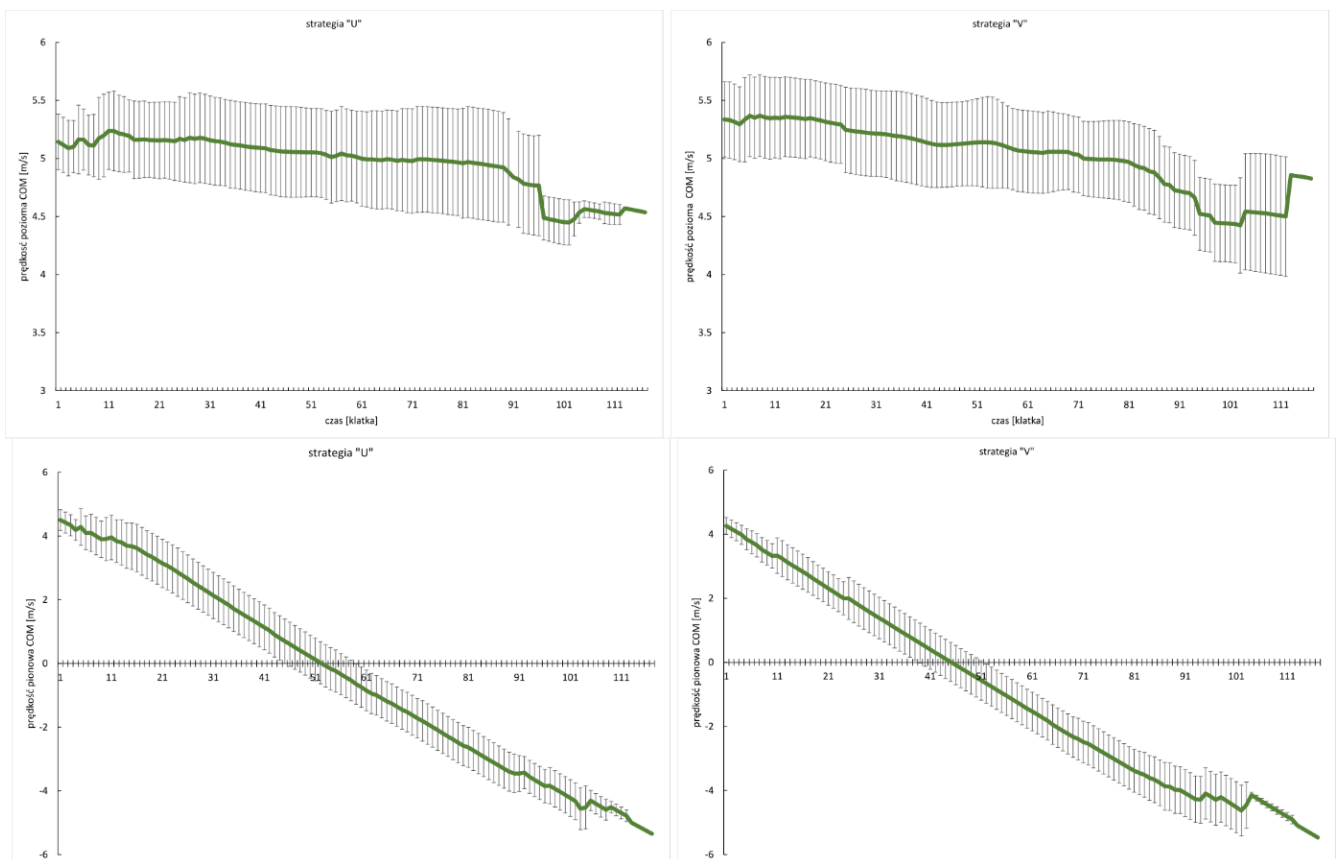 strategia "U"
prędkość pozioma COM [m/s]
6
5.5
5
4.5
4
3.5
3
1 11 21 31 41 51 61 71 81 91 101 111
czas [klatka]
strategia "V"
prędkość pozioma COM [m/s]
6
5.5
5
4.5
4
3.5
3
1 11 21 31 41 51 61 71 81 91 101 111
czas [klatka]
strategia "U"
prędkość pionowa COM [m/s]
6
4
2
0
-2
-4
-6
1 11 21 31 41 51 61 71 81 91 101 111
strategia "V"
prędkość pionowa COM [m/s]
6
4
2
0
-2
-4
-6
1 11 21 31 41 51 61 71 81 91 101 111